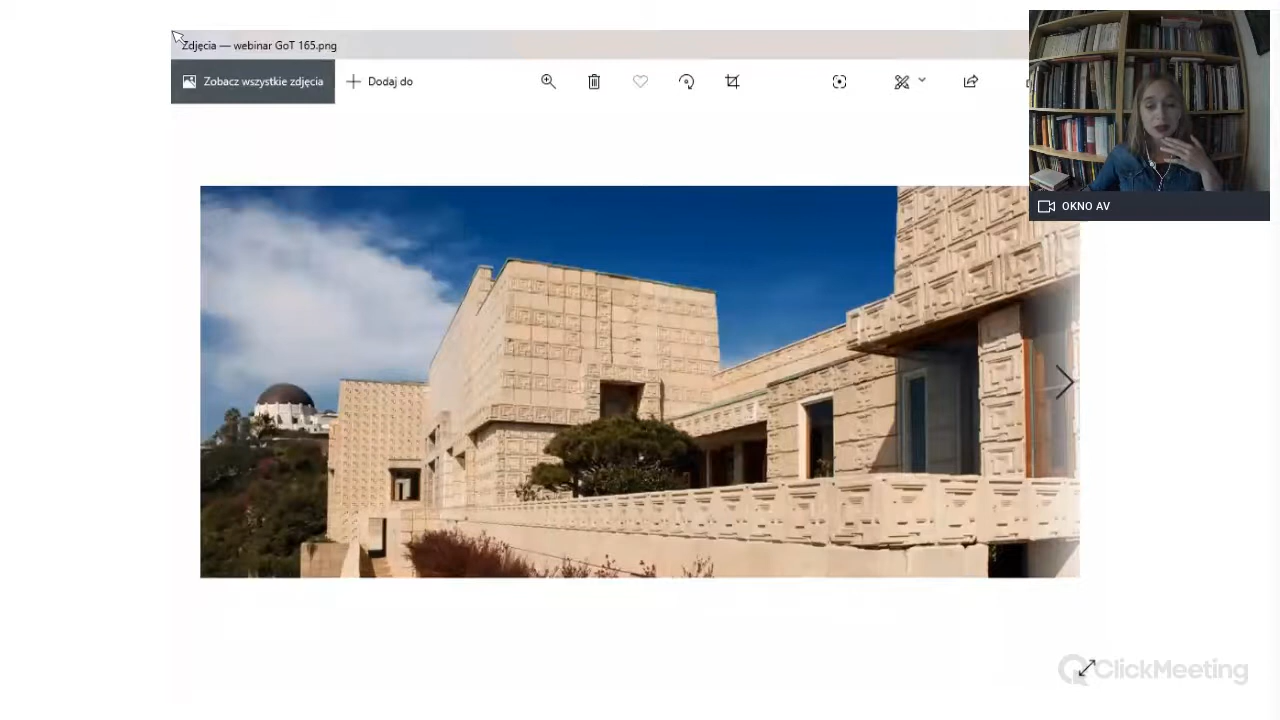 Zdjęcia — webinar GoT 165.png
Zobacz wszystkie zdjęcia
Dodaj do
OKNO AV
ClickMeeting